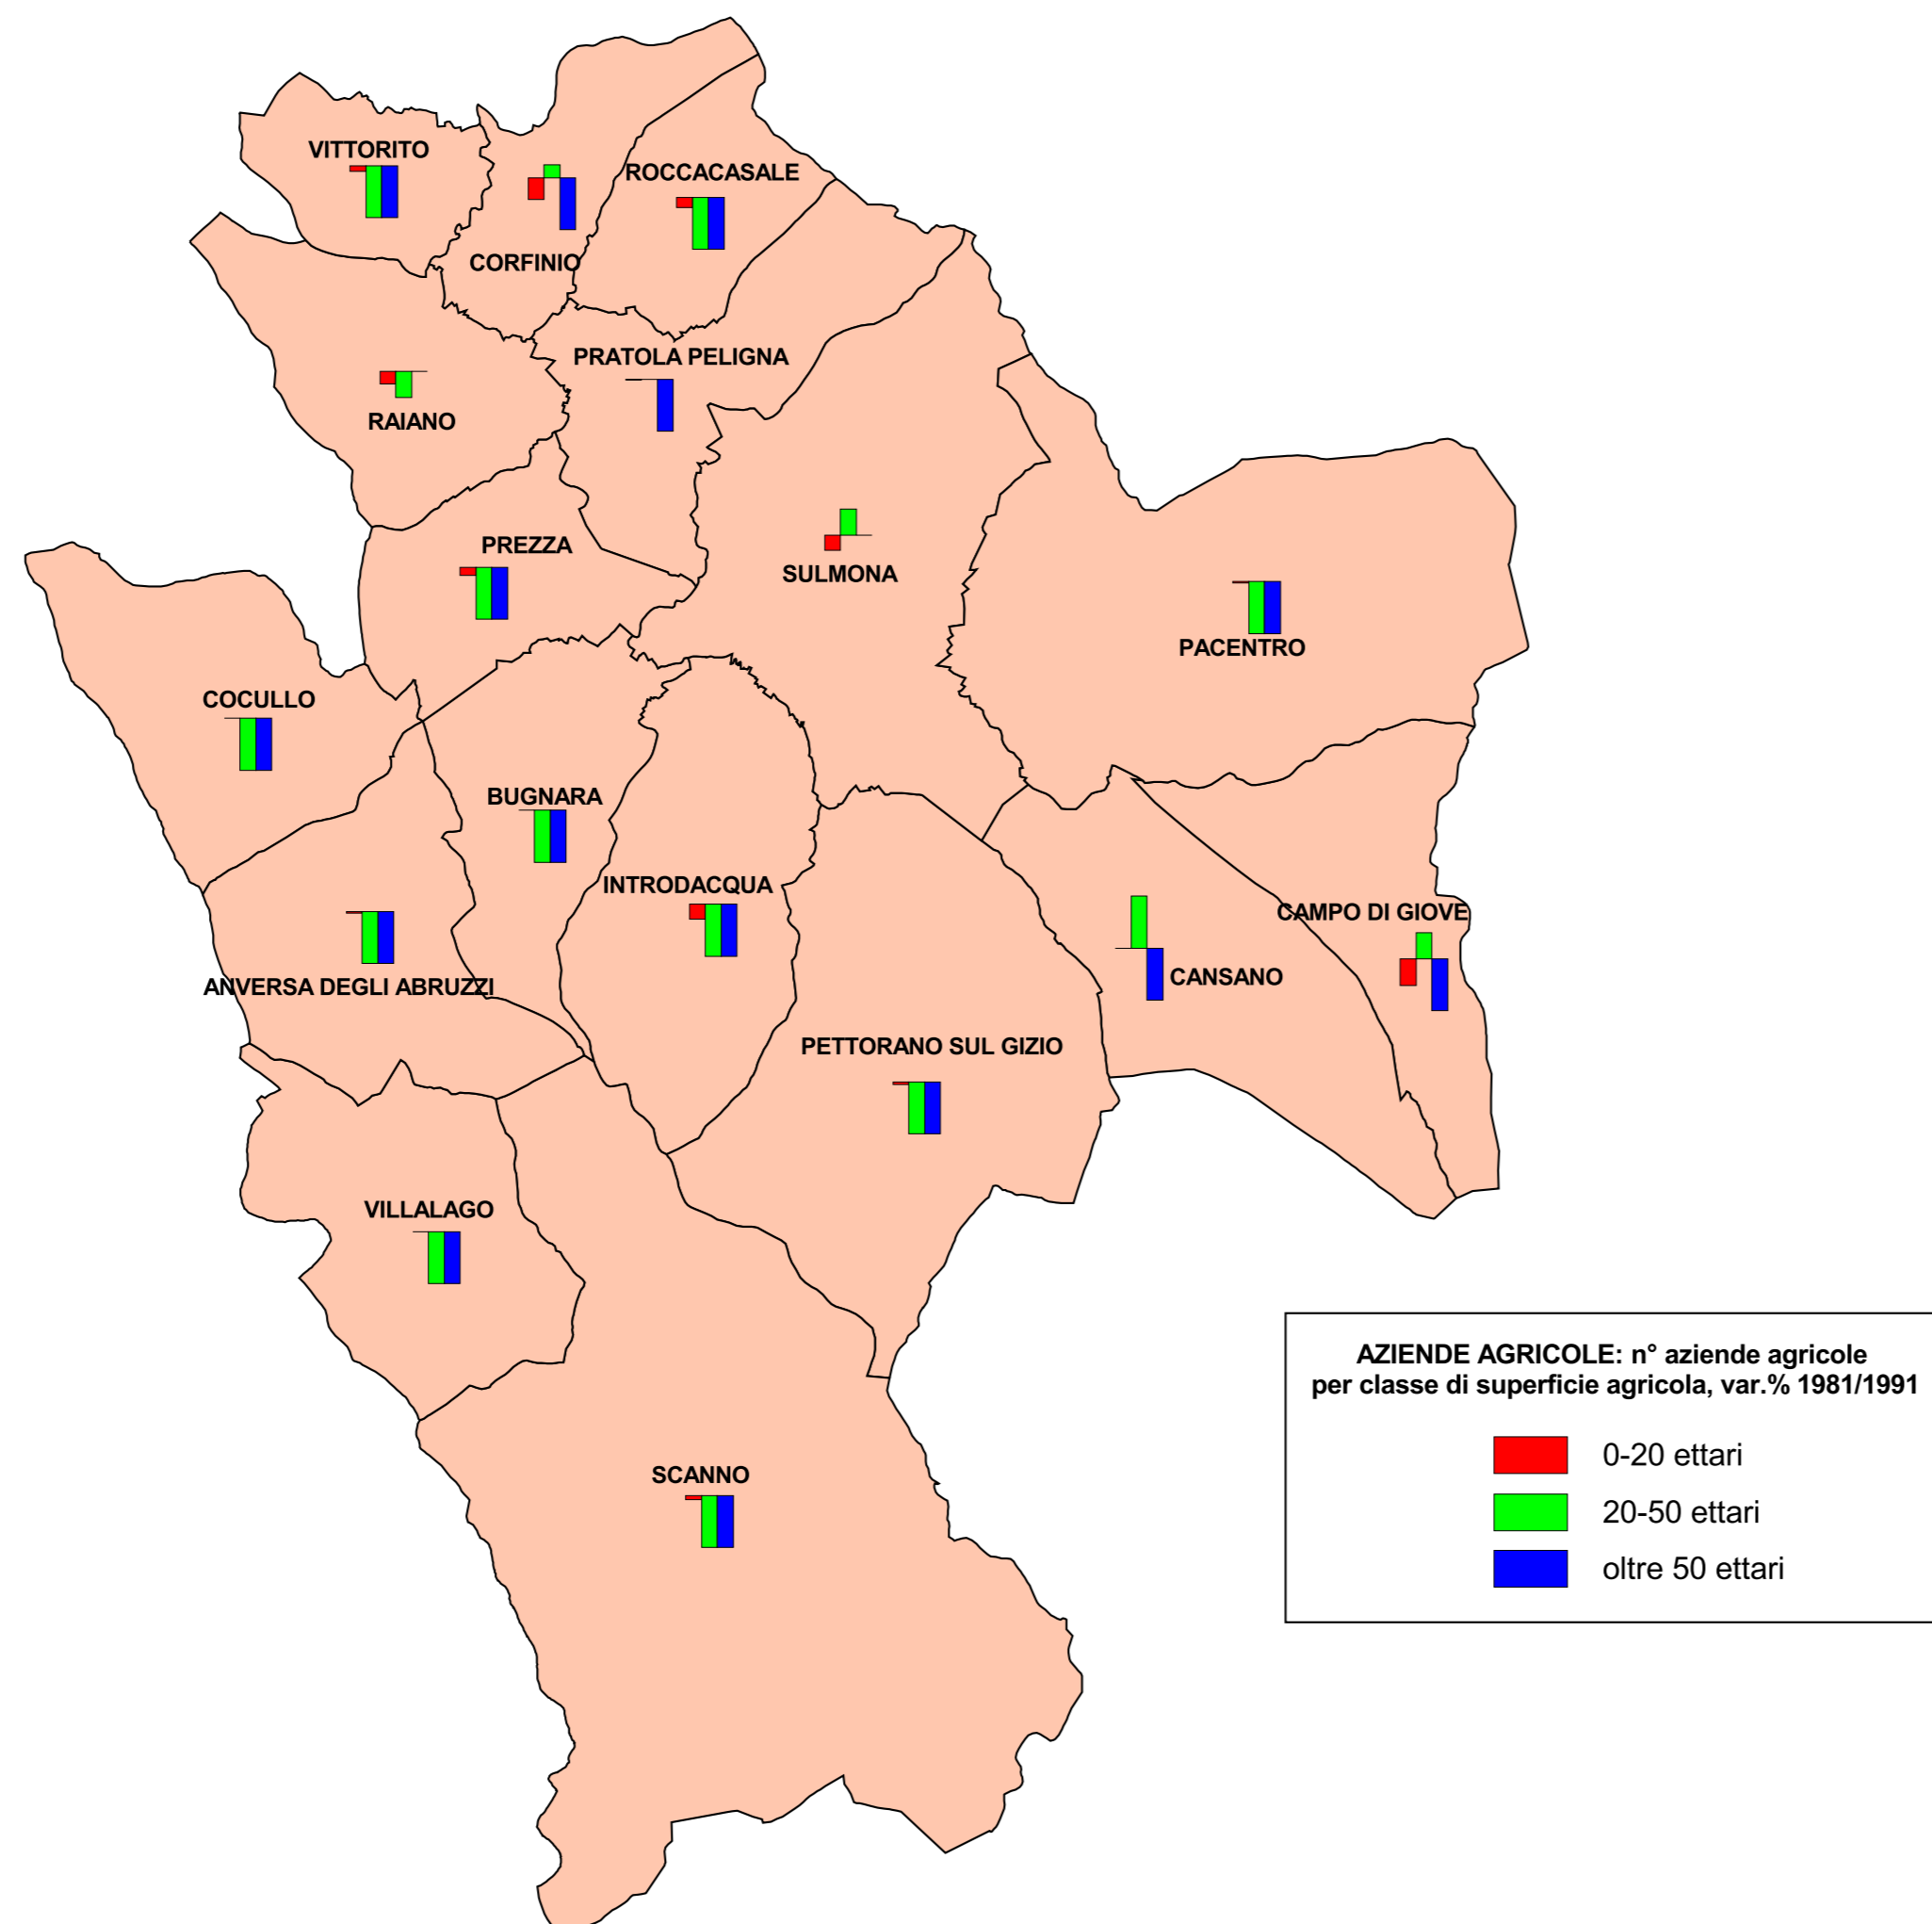 VITTORITO
ROCCACASALE
CORFINIO
PRATOLA PELIGNA
RAIANO
PREZZA
SULMONA
PACENTRO
COCULLO
BUGNARA
INTRODACQUA
CAMPO DI GIOVE
CANSANO
ANVERSA DEGLI ABRUZZI
PETTORANO SUL GIZIO
VILLALAGO
SCANNO
AZIENDE AGRICOLE: n° aziende agricole
per classe di superficie agricola, var.% 1981/1991
0-20 ettari
20-50 ettari
oltre 50 ettari